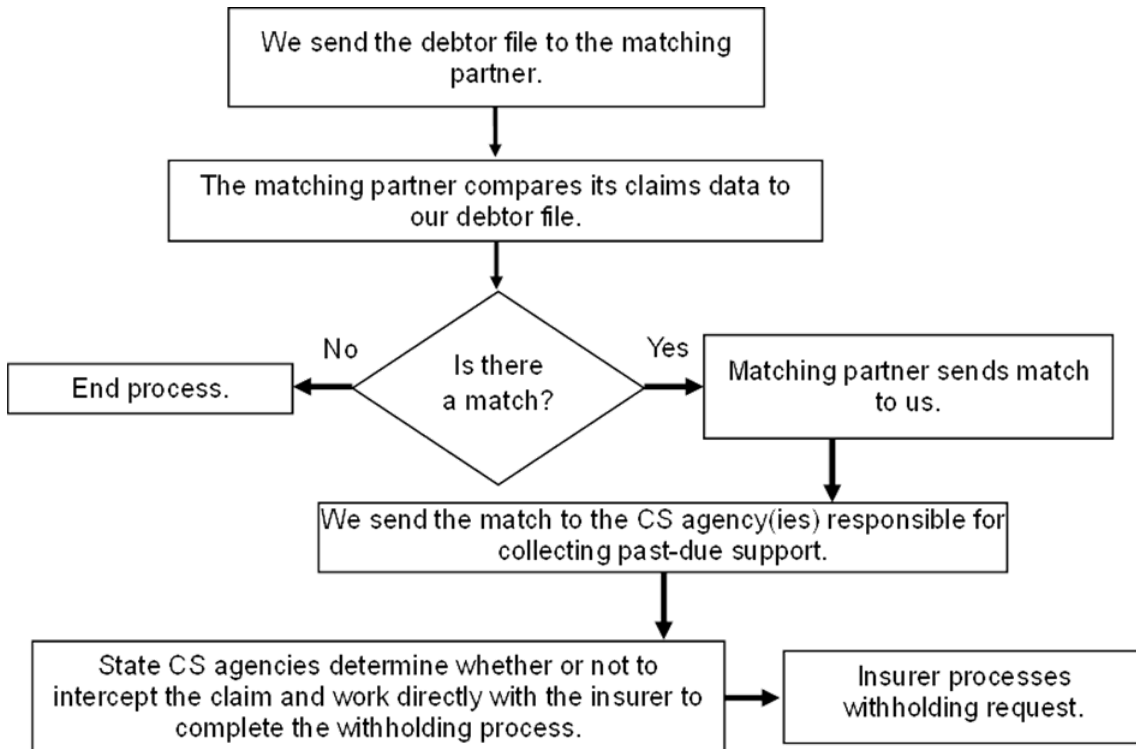 We send the debtor file to the matching
partner.
The matching partner compares its claims data to
our debtor file.
No
Yes
Is there
a match?
End process.
Matching partner sends match
to us.
We send the match to the CS agency(ies) responsible for
collecting past-due support.
State CS agencies determine whether or not to
intercept the claim and work directly with the insurer to
complete the withholding process.
Insurer processes
withholding request.